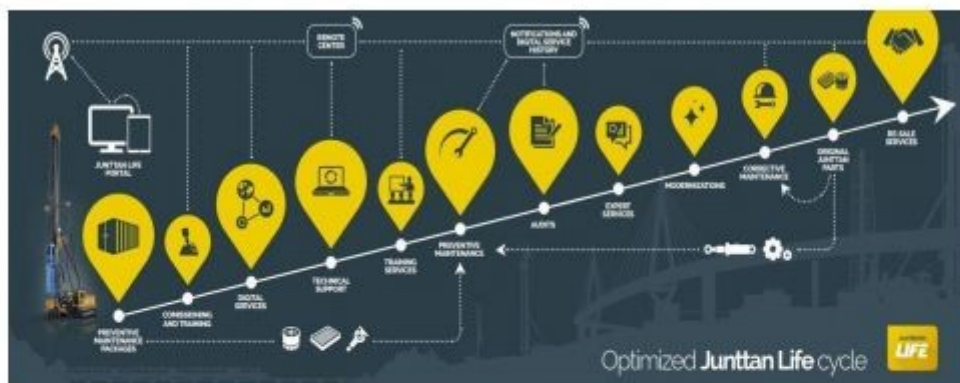 REMOTE
CENTER
NOTIFICATIONS AND
DIGITAL SERVICE
HISTORY
JUNTTAN LIFE
PORTAL
PREVENTIVE
MAINTENANCE
PACKAGES
COMISSIONING
AND TRAINING
DIGITAL
SERVICES
TECHNICAL
SUPPORT
TRAINING
SERVICES
PREVENTIVE
MAINTENANCE
AUDITS
EXPERT
SERVICES
MODERNIZATIONS
CORRECTIVE
MAINTENANCE
ORIGINAL
JUNTTAN
PARTS
RE-SALE
SERVICES
Optimized Junttan Life cycle
LIFE